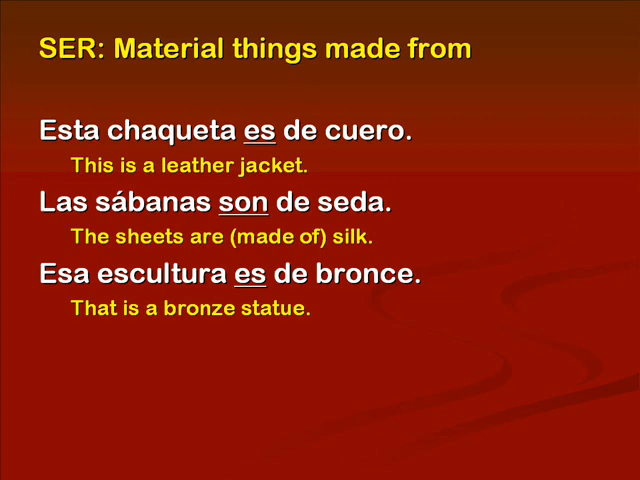 SER: Material things made from
Esta chaqueta es de cuero.
This is a leather jacket.
Las sábanas son de seda.
The sheets are (made of) silk.
Esa escultura es de bronce.
That is a bronze statue.